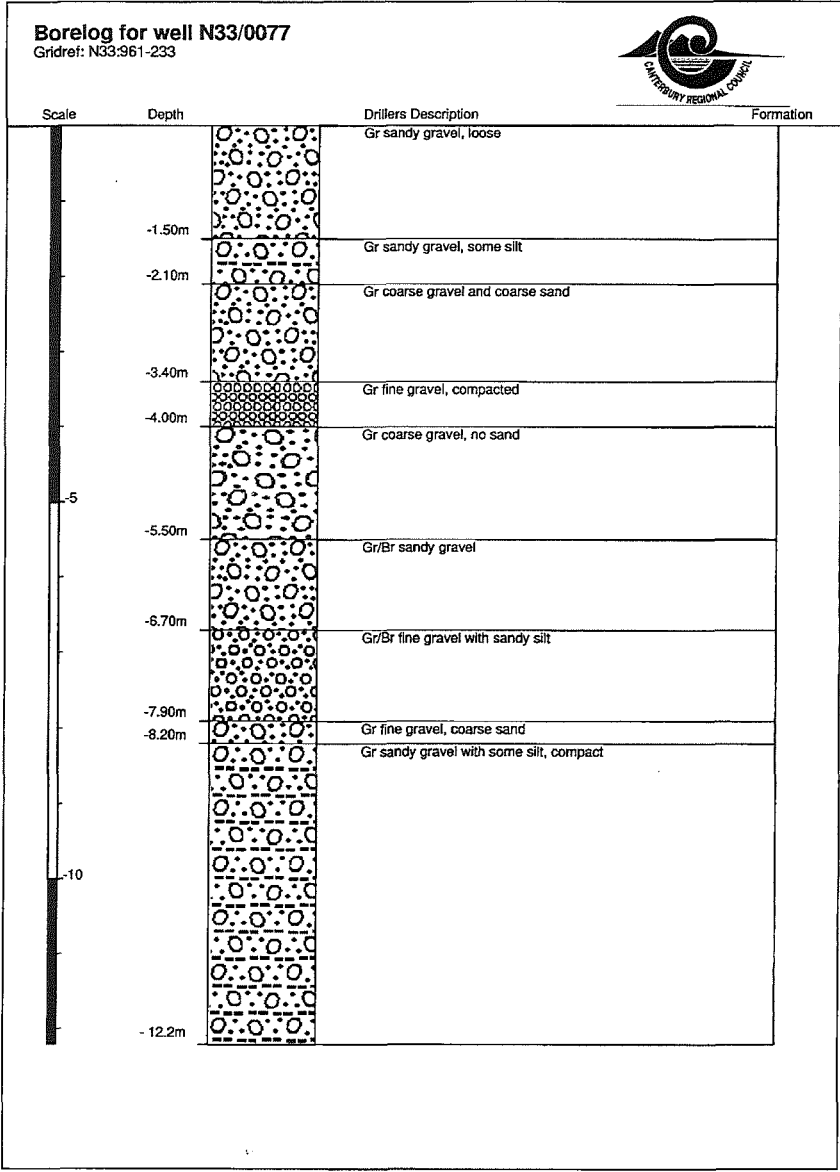 Borelog for well N33/0077
Gridref: N33:961-233
CANTERBURY REGIONAL COUNCIL
Scale Depth Drillers Description Formation
Gr sandy gravel, loose
-1.50m
Gr sandy gravel, some silt
-2.10m
Gr coarse gravel and coarse sand
-3.40m
Gr fine gravel, compacted
-4.00m
Gr coarse gravel, no sand
-5
-5.50m
Gr/Br sandy gravel
-6.70m
Gr/Br fine gravel with sandy silt
-7.90m
Gr fine gravel, coarse sand
-8.20m
Gr sandy gravel with some silt, compact
-10
- 12.2m